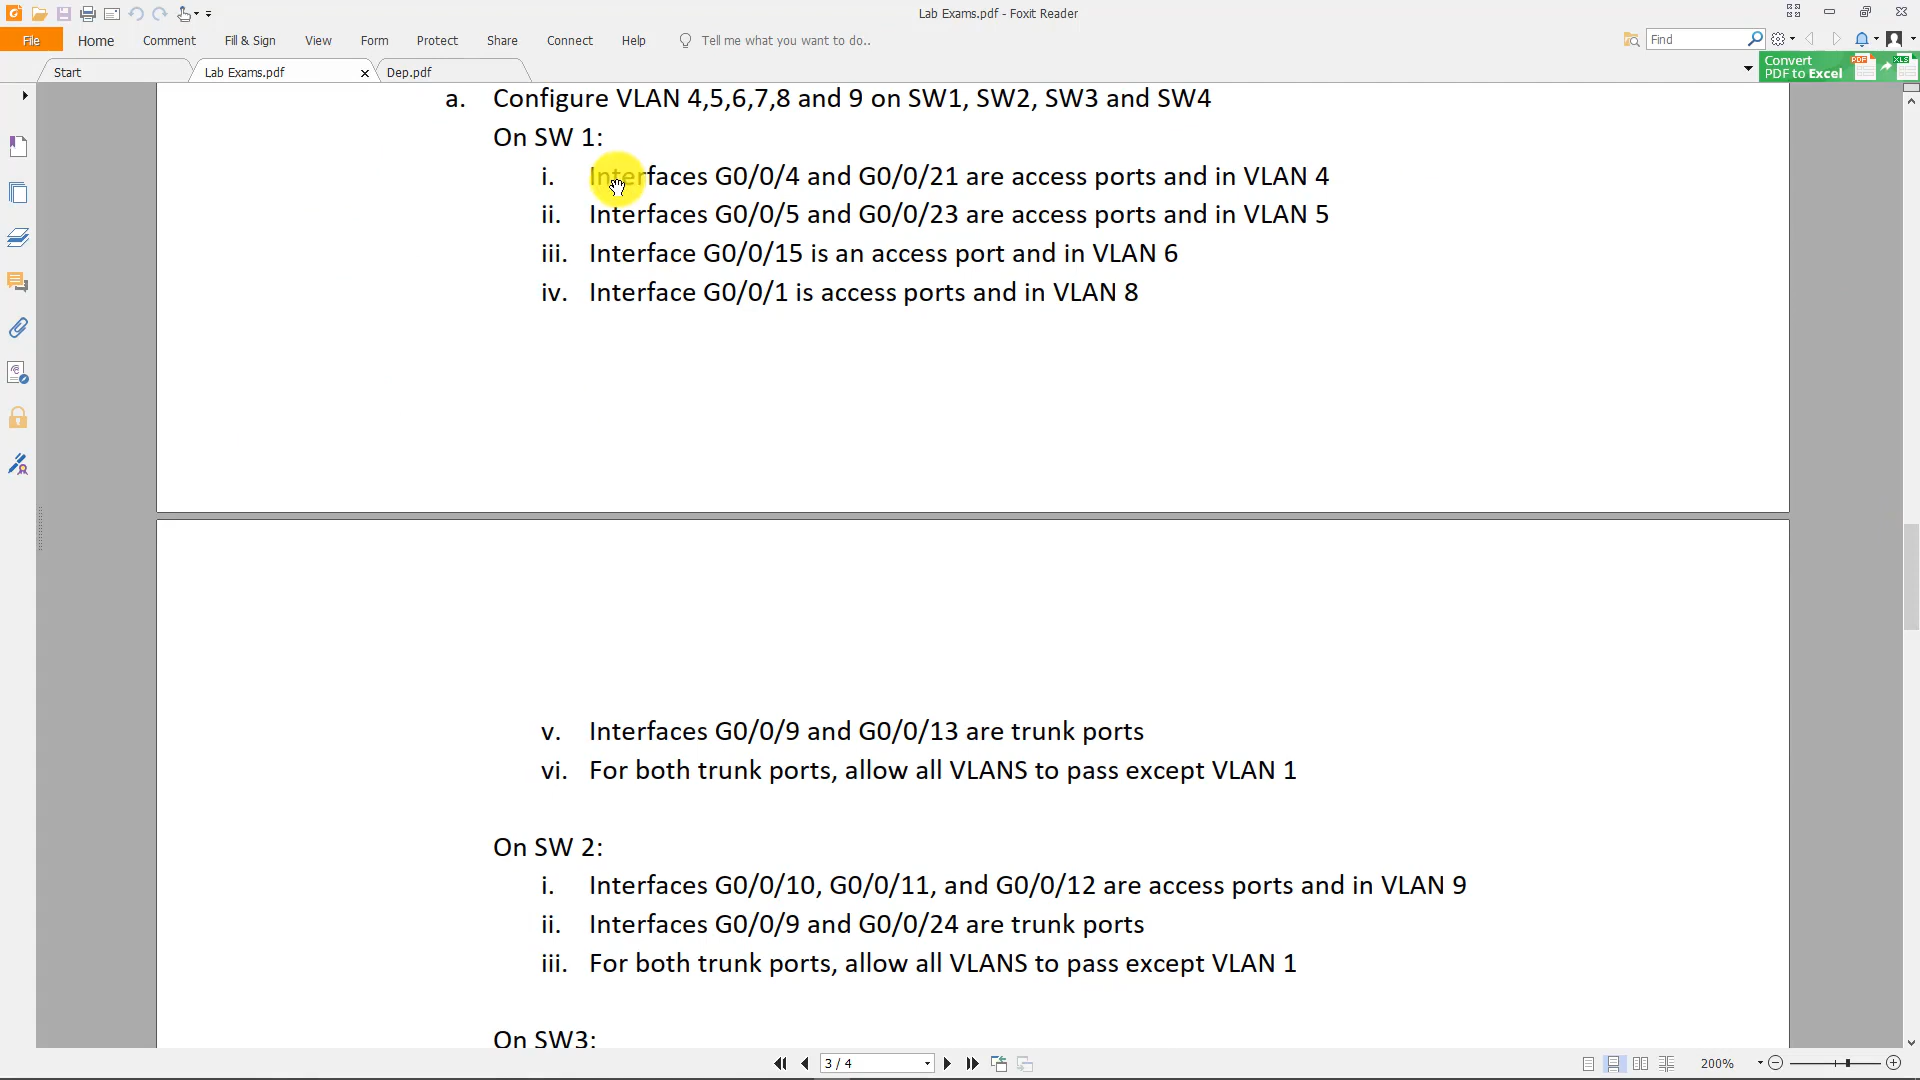 Lab Exams.pdf - Foxit Reader
File Home Comment Fill & Sign View Form Protect Share Connect Help Tell me what you want to do.. Find
Start Lab Exams.pdf Dep.pdf
Convert
PDF to Excel
PDF
XLS
a. Configure VLAN 4,5,6,7,8 and 9 on SW1, SW2, SW3 and SW4
On SW 1:
i. Interfaces G0/0/4 and G0/0/21 are access ports and in VLAN 4
ii. Interfaces G0/0/5 and G0/0/23 are access ports and in VLAN 5
iii. Interface G0/0/15 is an access port and in VLAN 6
iv. Interface G0/0/1 is access ports and in VLAN 8
v. Interfaces G0/0/9 and G0/0/13 are trunk ports
vi. For both trunk ports, allow all VLANS to pass except VLAN 1
On SW 2:
i. Interfaces G0/0/10, G0/0/11, and G0/0/12 are access ports and in VLAN 9
ii. Interfaces G0/0/9 and G0/0/24 are trunk ports
iii. For both trunk ports, allow all VLANS to pass except VLAN 1
On SW3:
3 / 4
200%